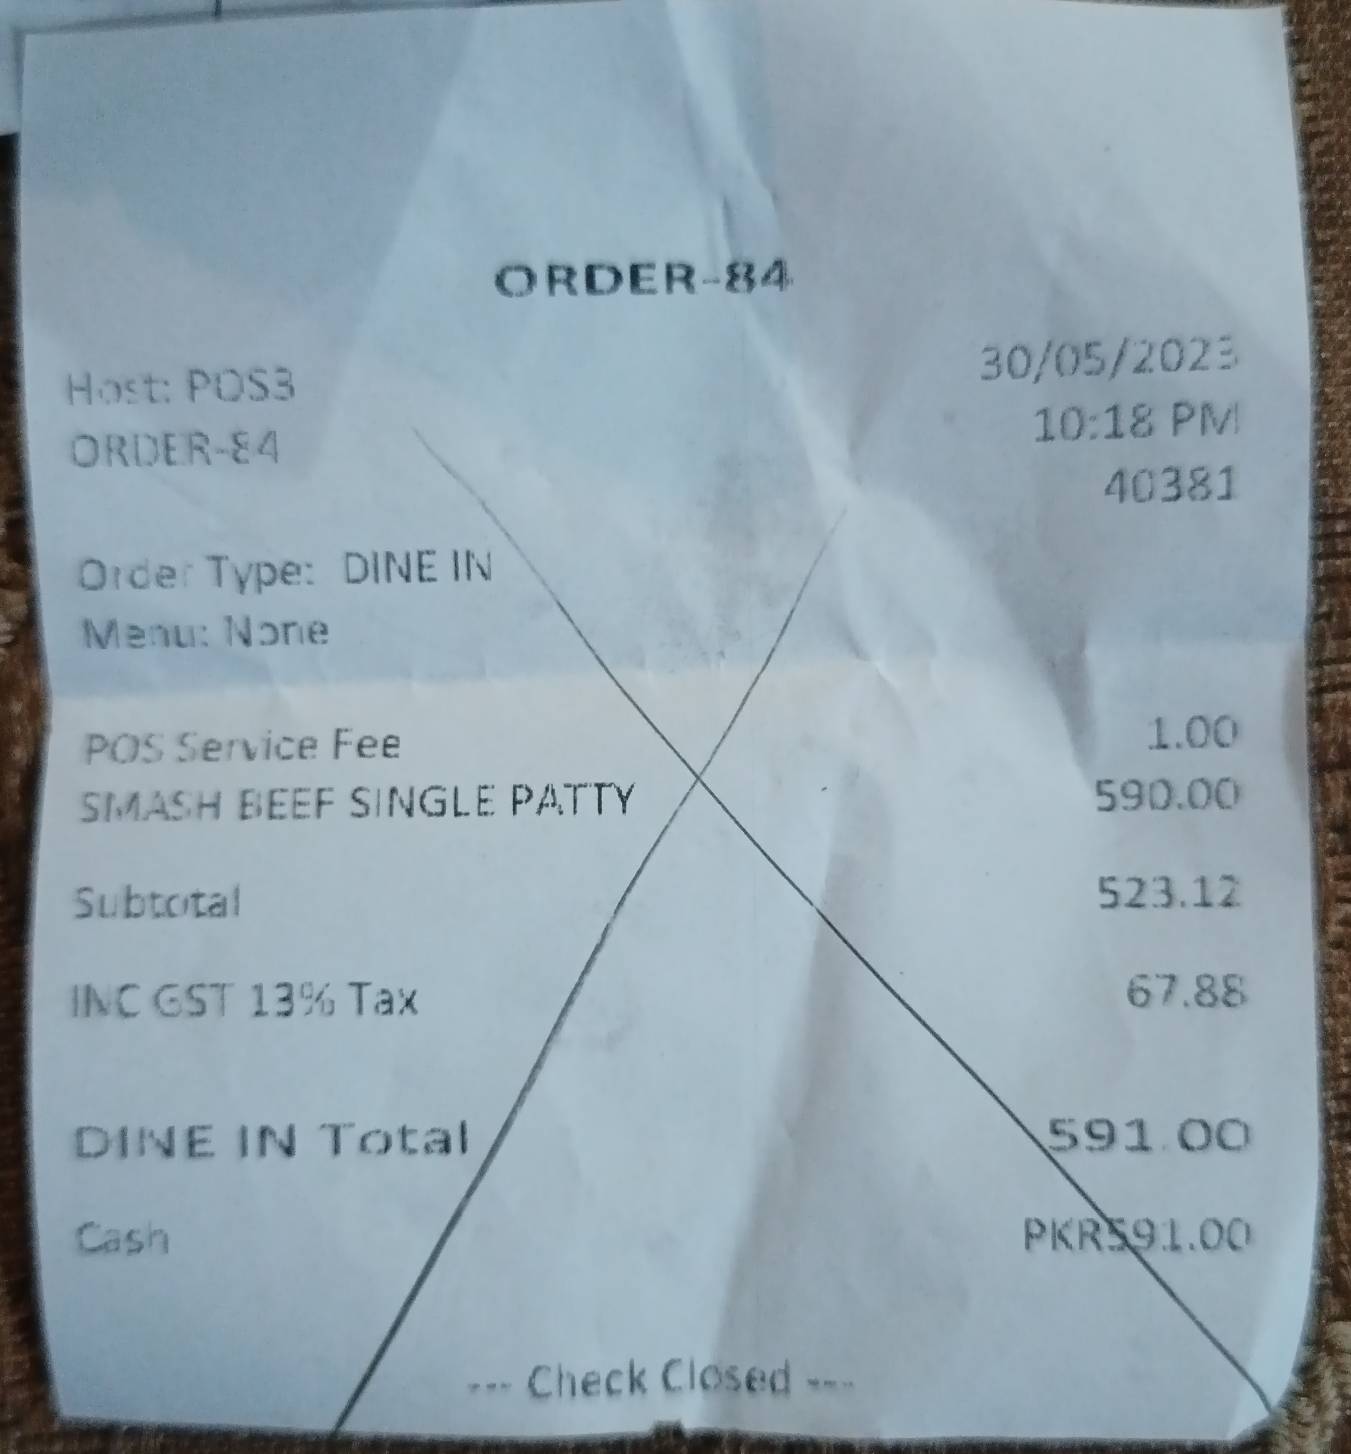 ORDER-84
Host: POS3 30/05/2023
ORDER-84 10:18 PM
40381
Order Type: DINE IN
Menu: None
POS Service Fee 1.00
SMASH BEEF SINGLE PATTY 590.00
Subtotal 523.12
INC GST 13% Tax 67.88
DINE IN Total 591.00
Cash PKR591.00
--- Check Closed ---